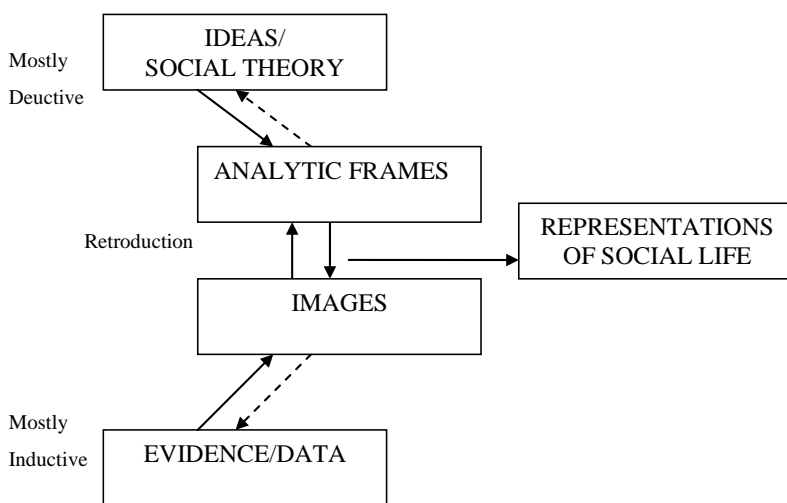 IDEAS/
SOCIAL THEORY
Mostly
Deuctive
ANALYTIC FRAMES
Retroduction
REPRESENTATIONS
OF SOCIAL LIFE
IMAGES
Mostly
Inductive
EVIDENCE/DATA